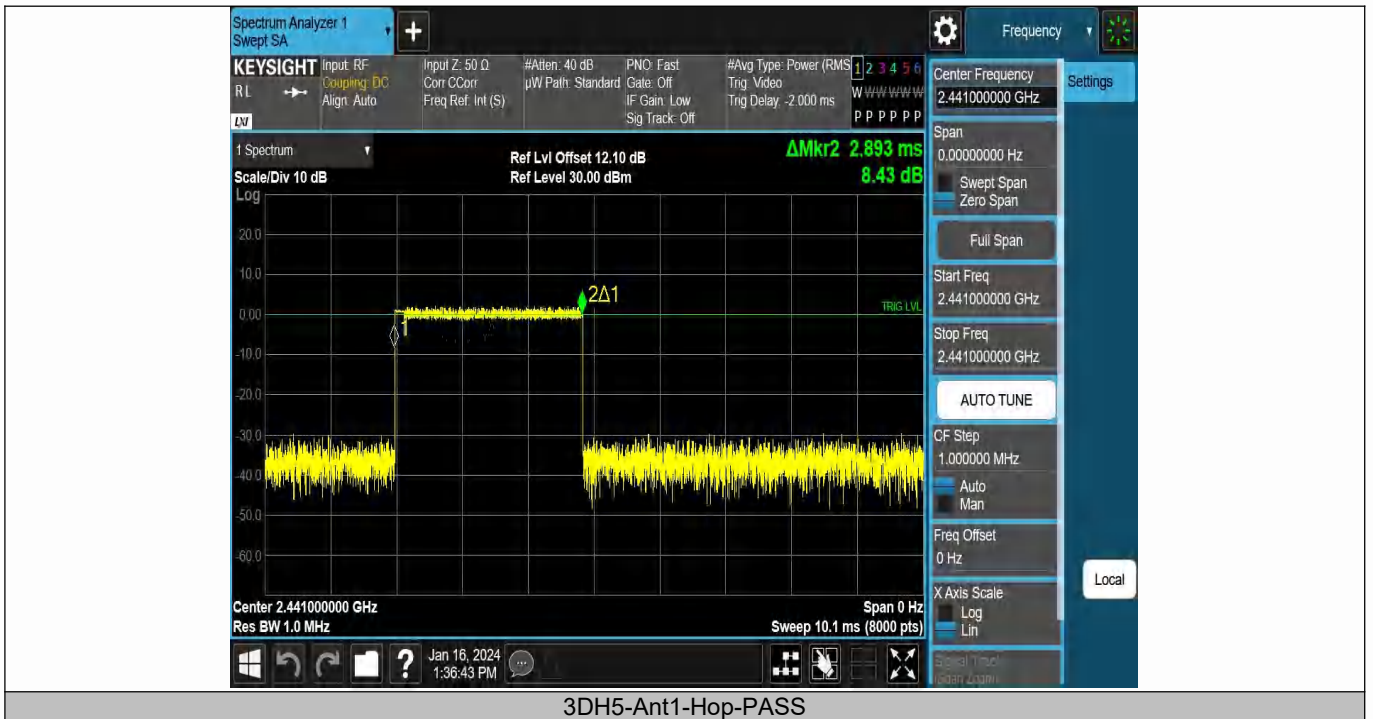 Spectrum Analyzer 1
Swept SA
+
Frequency
KEYSIGHT
RL
LXI
Input: RF
Coupling: DC
Align: Auto
Input Z: 50 Ω
Corr CCorr
Freq Ref: Int (S)
#Atten: 40 dB
µW Path: Standard
PNO: Fast
Gate: Off
IF Gain: Low
Sig Track: Off
#Avg Type: Power (RMS
Trig: Video
Trig Delay: -2.000 ms
1 2 3 4 5 6
W W W W W W
P P P P P P
Center Frequency
2.441000000 GHz
Settings
1 Spectrum
Scale/Div 10 dB
Ref Lvl Offset 12.10 dB
Ref Level 30.00 dBm
ΔMkr2 2.893 ms
8.43 dB
Span
0.00000000 Hz
Swept Span
Zero Span
Full Span
Start Freq
2.441000000 GHz
Stop Freq
2.441000000 GHz
AUTO TUNE
CF Step
1.000000 MHz
Auto
Man
Freq Offset
0 Hz
X Axis Scale
Log
Lin
Signal Track
(Span Zoom)
Local
Log
20.0
10.0
0.00
-10.0
-20.0
-30.0
-40.0
-50.0
-60.0
1
2Δ1
TRIG LVL
Center 2.441000000 GHz
Res BW 1.0 MHz
Span 0 Hz
Sweep 10.1 ms (8000 pts)
?
Jan 16, 2024
1:36:43 PM
3DH5-Ant1-Hop-PASS